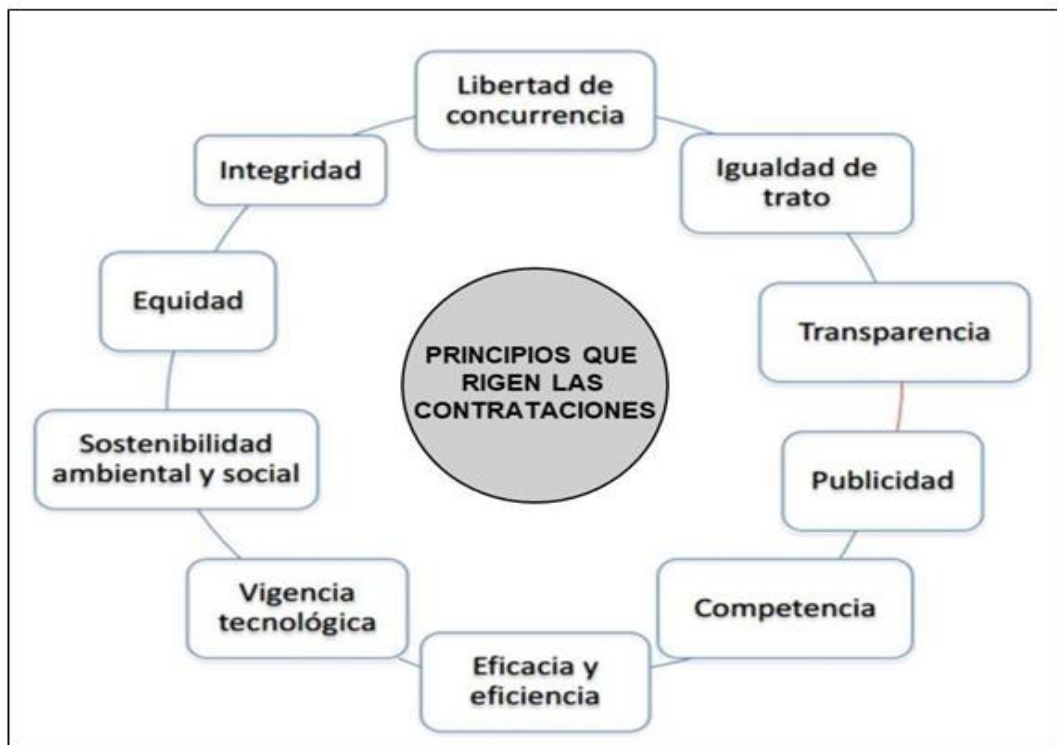 Libertad de
concurrencia
Igualdad de
trato
Transparencia
Publicidad
Competencia
Eficacia y
eficiencia
Vigencia
tecnológica
Sostenibilidad
ambiental y social
Equidad
Integridad
PRINCIPIOS QUE
RIGEN LAS
CONTRATACIONES